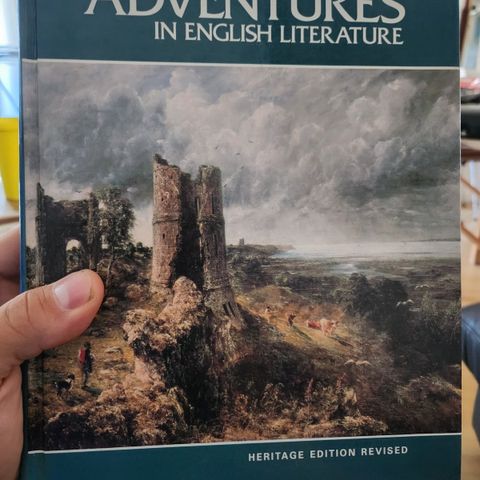 ADVENTURES
IN ENGLISH LITERATURE
HERITAGE EDITION REVISED